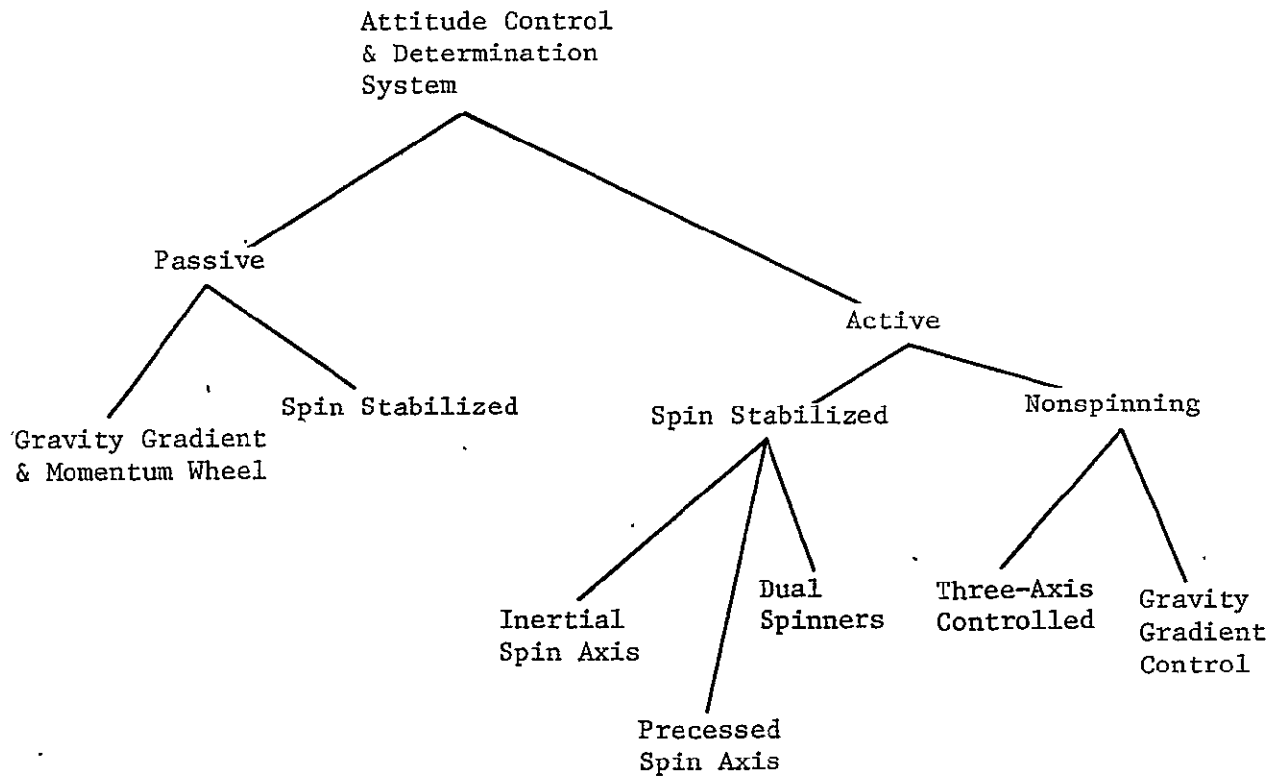 Attitude Control
& Determination
System
Passive
Active
Gravity Gradient
& Momentum Wheel
Spin Stabilized
Spin Stabilized
Nonspinning
Inertial
Spin Axis
Precessed
Spin Axis
Dual
Spinners
Three-Axis
Controlled
Gravity
Gradient
Control